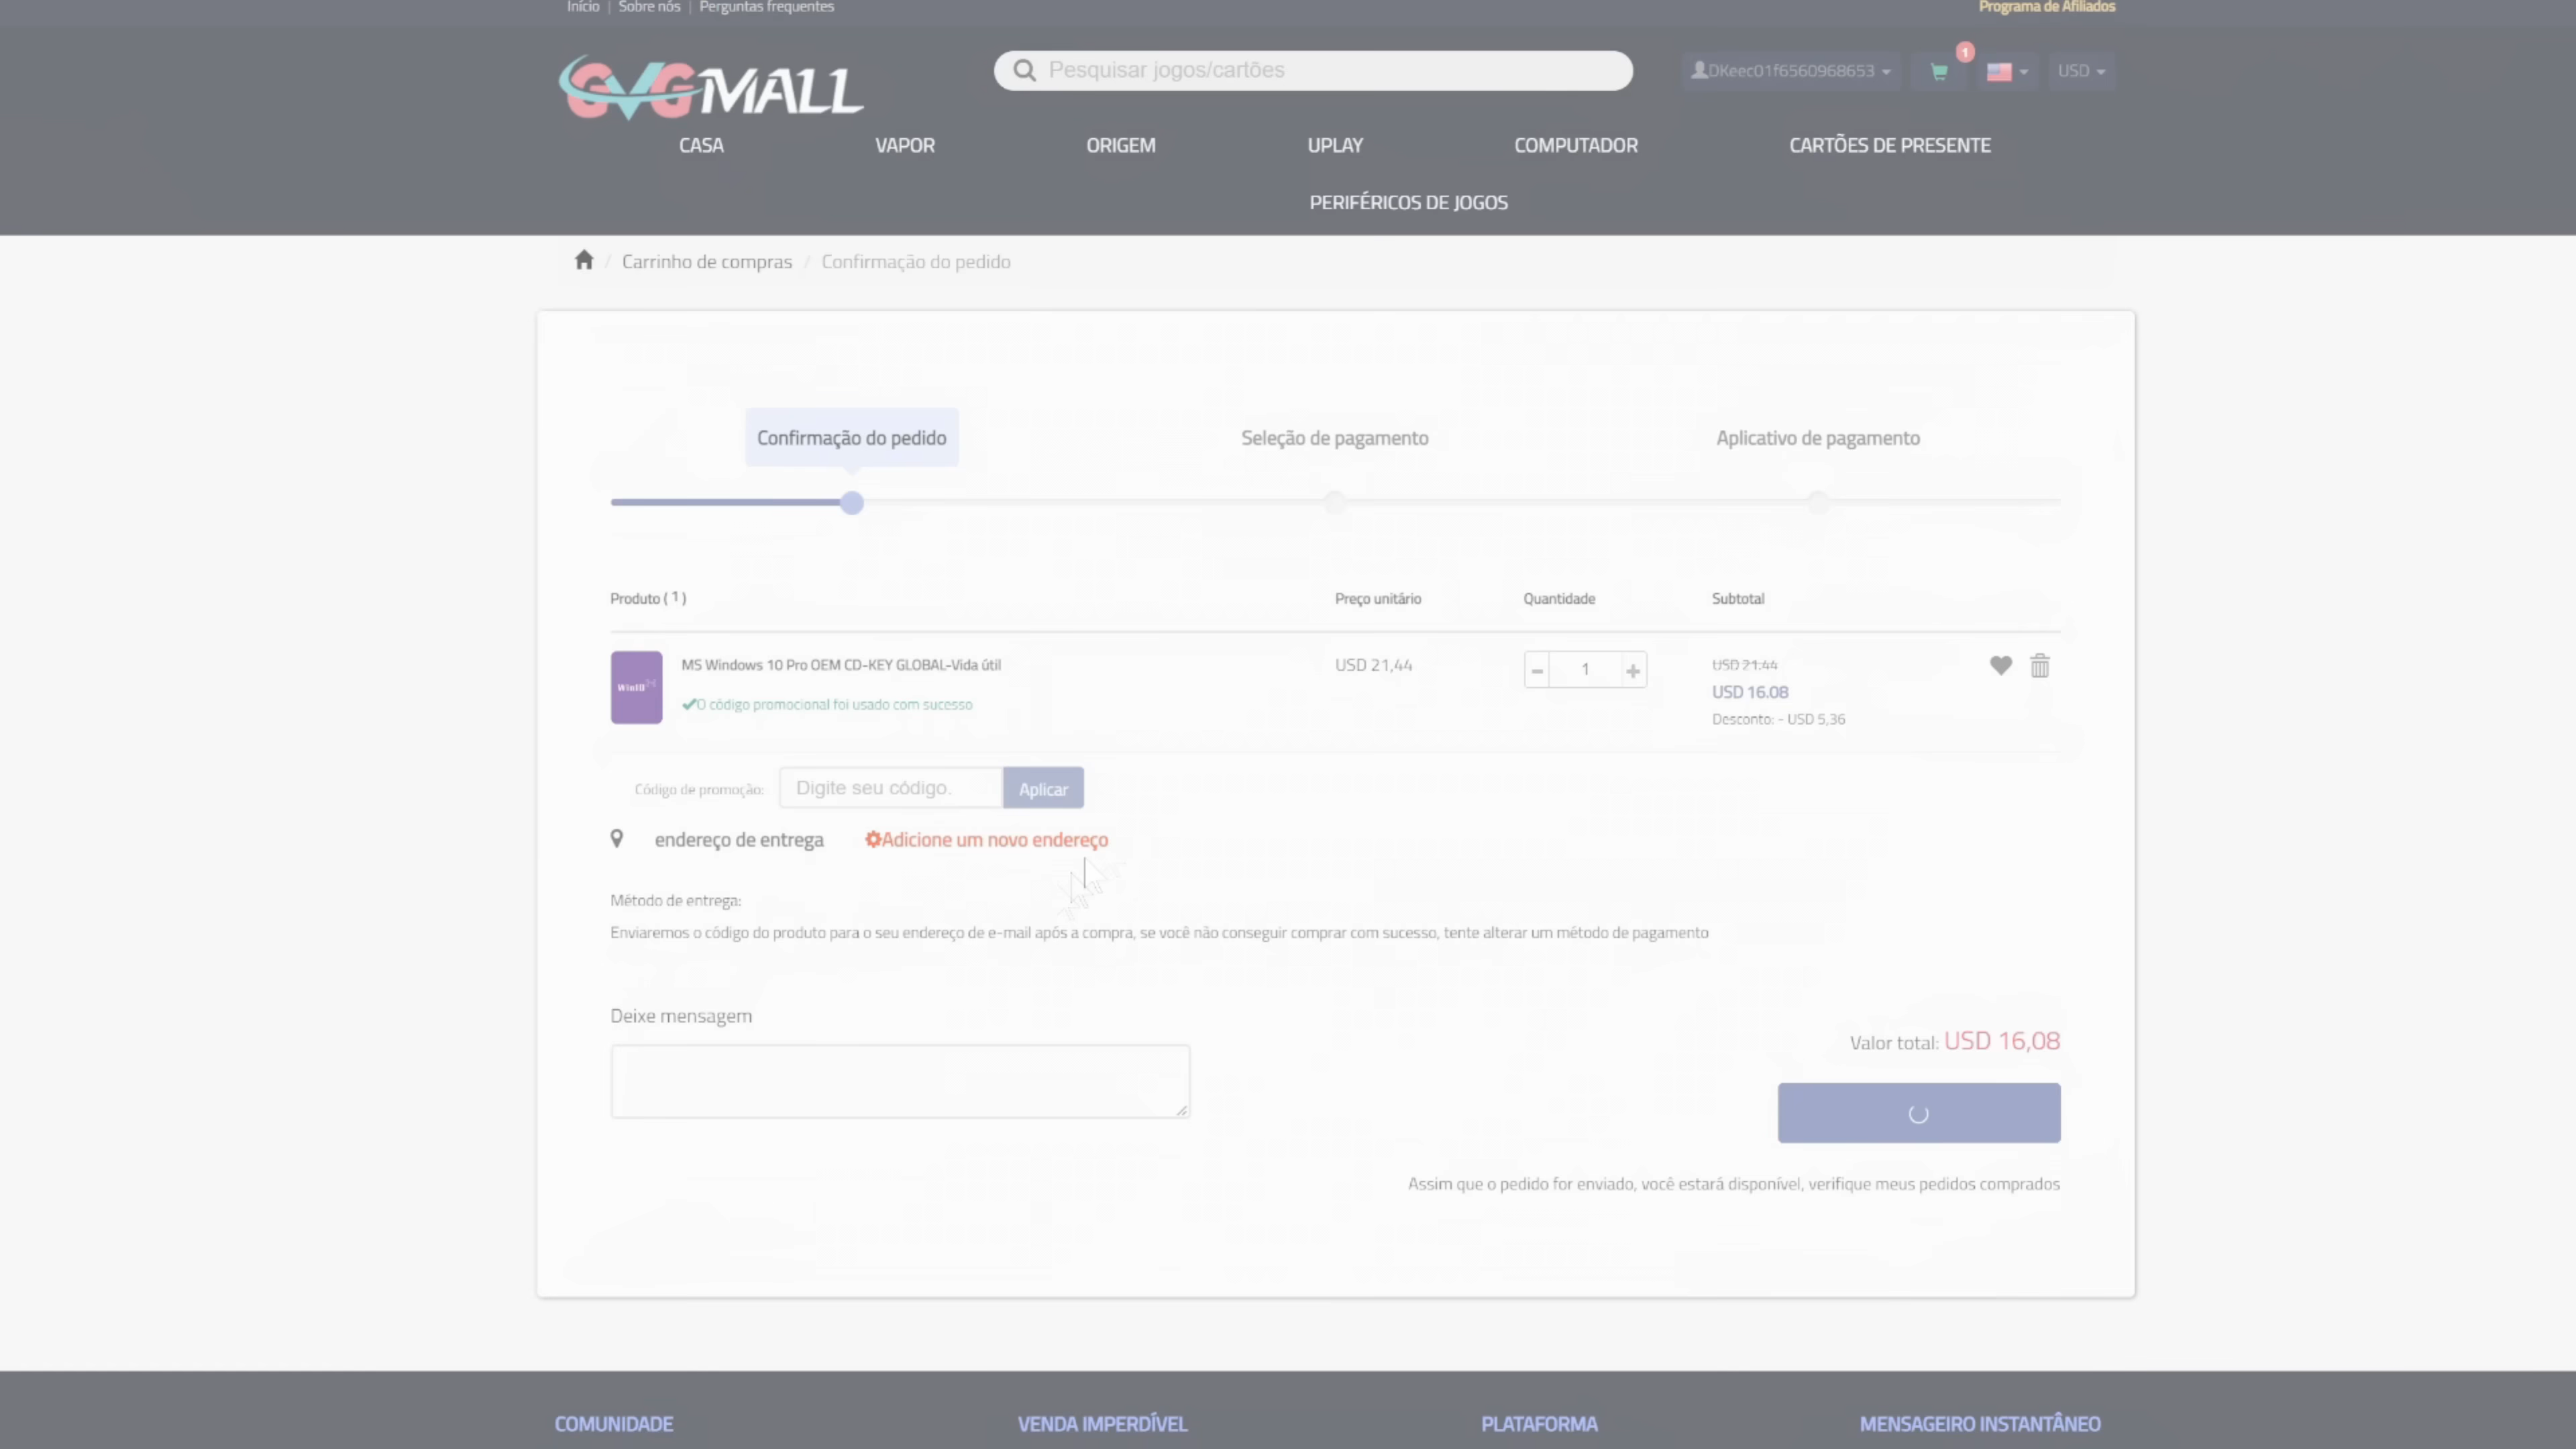 Início | Sobre nós | Perguntas frequentes
Programa de Afiliados
GVGMALL
Pesquisar jogos/cartões
DKeec01f6560968653
1
USD
CASA
VAPOR
ORIGEM
UPLAY
COMPUTADOR
CARTÕES DE PRESENTE
PERIFÉRICOS DE JOGOS
/ Carrinho de compras / Confirmação do pedido
Confirmação do pedido
Seleção de pagamento
Aplicativo de pagamento
Produto ( 1 )
Preço unitário
Quantidade
Subtotal
Win10
MS Windows 10 Pro OEM CD-KEY GLOBAL-Vida útil
USD 21,44
1
USD 21.44
USD 16.08
O código promocional foi usado com sucesso
Desconto: - USD 5,36
Código de promoção:
Digite seu código.
Aplicar
endereço de entrega
Adicione um novo endereço
Método de entrega:
Enviaremos o código do produto para o seu endereço de e-mail após a compra, se você não conseguir comprar com sucesso, tente alterar um método de pagamento
Deixe mensagem
Valor total: USD 16,08
Assim que o pedido for enviado, você estará disponível, verifique meus pedidos comprados
COMUNIDADE
VENDA IMPERDÍVEL
PLATAFORMA
MENSAGEIRO INSTANTÂNEO